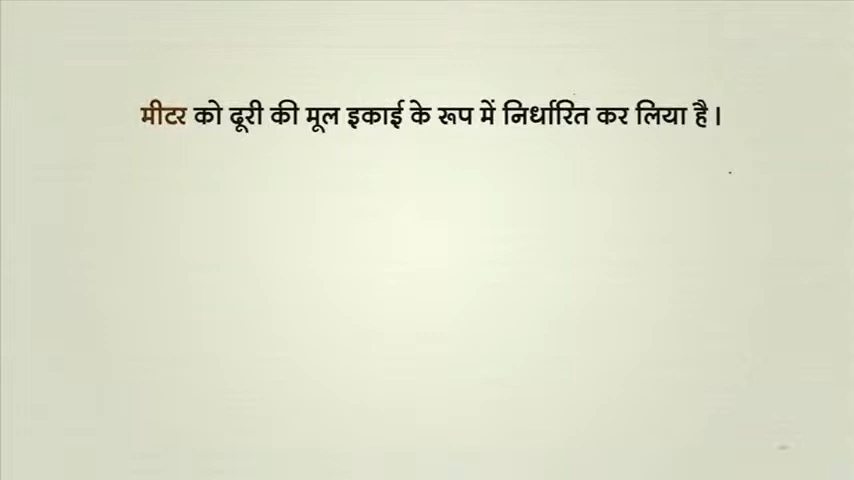 मीटर को दूरी की मूल इकाई के रूप में निर्धारित कर लिया है ।